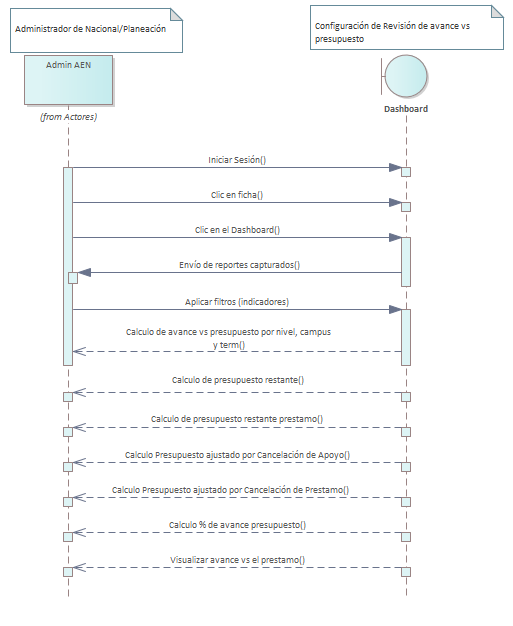 Administrador de Nacional/Planeación
Configuración de Revisión de avance vs
presupuesto
Admin AEN
(from Actores)
Dashboard
Iniciar Sesión()
Clic en ficha()
Clic en el Dashboard()
Envío de reportes capturados()
Aplicar filtros (indicadores)
Calculo de avance vs presupuesto por nivel, campus
y term()
Calculo de presupuesto restante()
Calculo de presupuesto restante prestamo()
Calculo Presupuesto ajustado por Cancelación de Apoyo()
Calculo Presupuesto ajustado por Cancelación de Prestamo()
Calculo % de avance presupuesto()
Visualizar avance vs el prestamo()